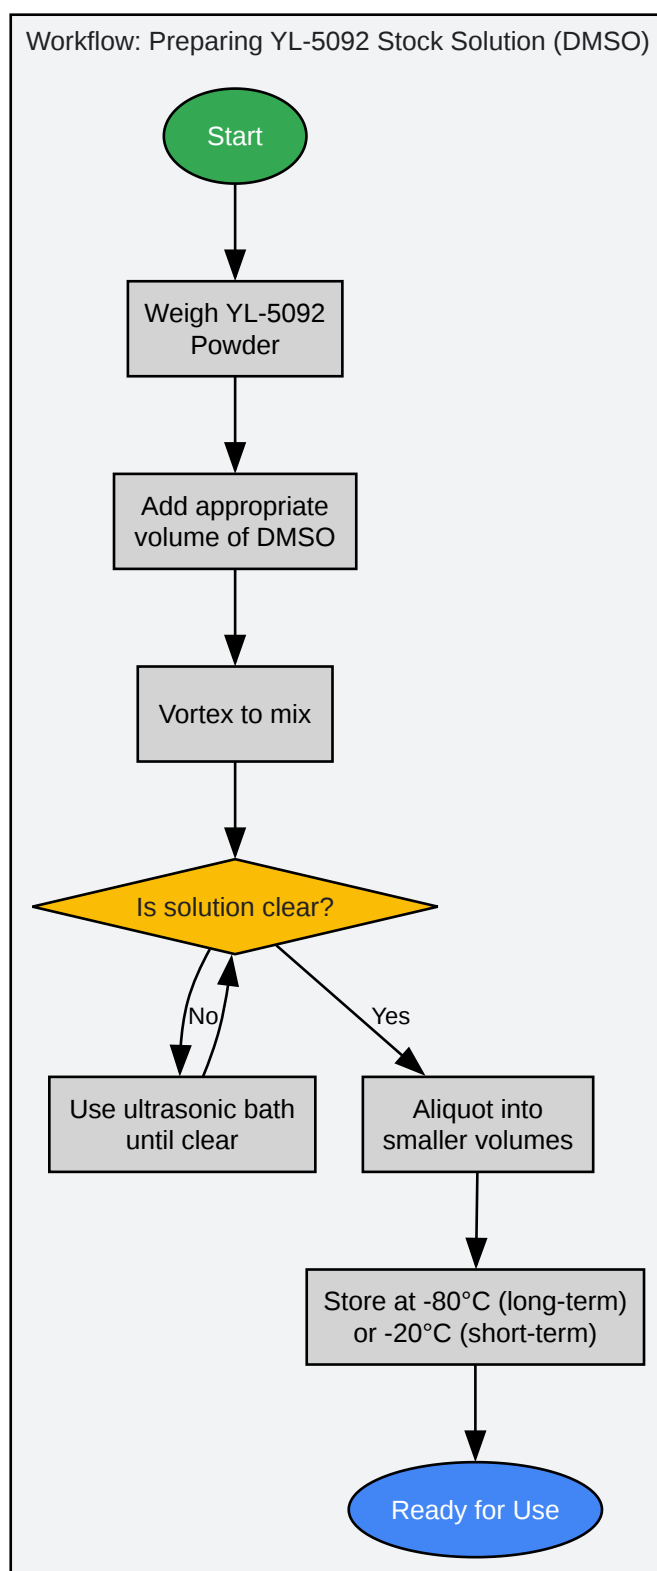 Workflow: Preparing YL-5092 Stock Solution (DMSO)
Start
Weigh YL-5092
Powder
Add appropriate
volume of DMSO
Vortex to mix
Is solution clear?
No
Yes
Use ultrasonic bath
until clear
Aliquot into
smaller volumes
Store at -80°C (long-term)
or -20°C (short-term)
Ready for Use